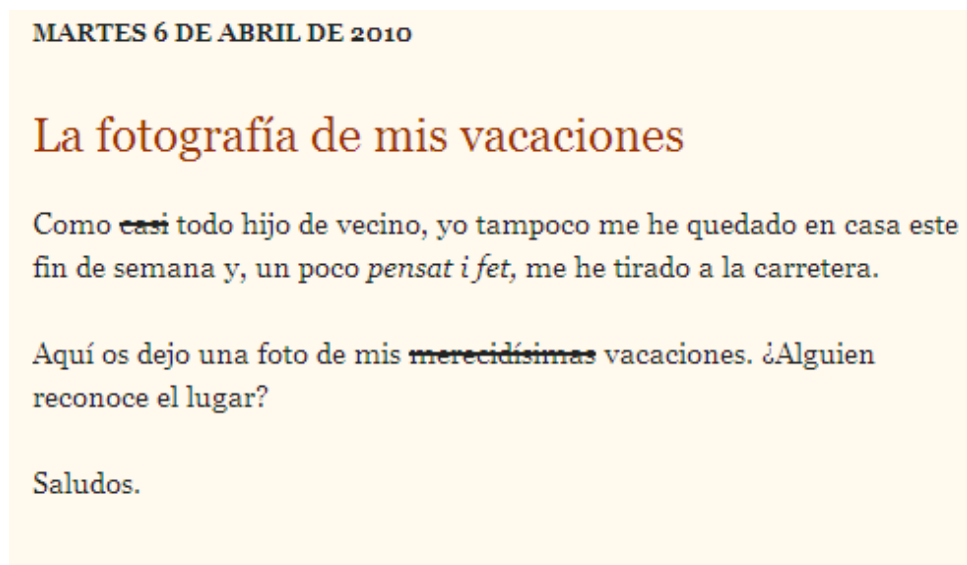 MARTES 6 DE ABRIL DE 2010
La fotografía de mis vacaciones
Como casi todo hijo de vecino, yo tampoco me he quedado en casa este
fin de semana y, un poco pensat i fet, me he tirado a la carretera.
Aquí os dejo una foto de mis merecidísimas vacaciones. ¿Alguien
reconoce el lugar?
Saludos.